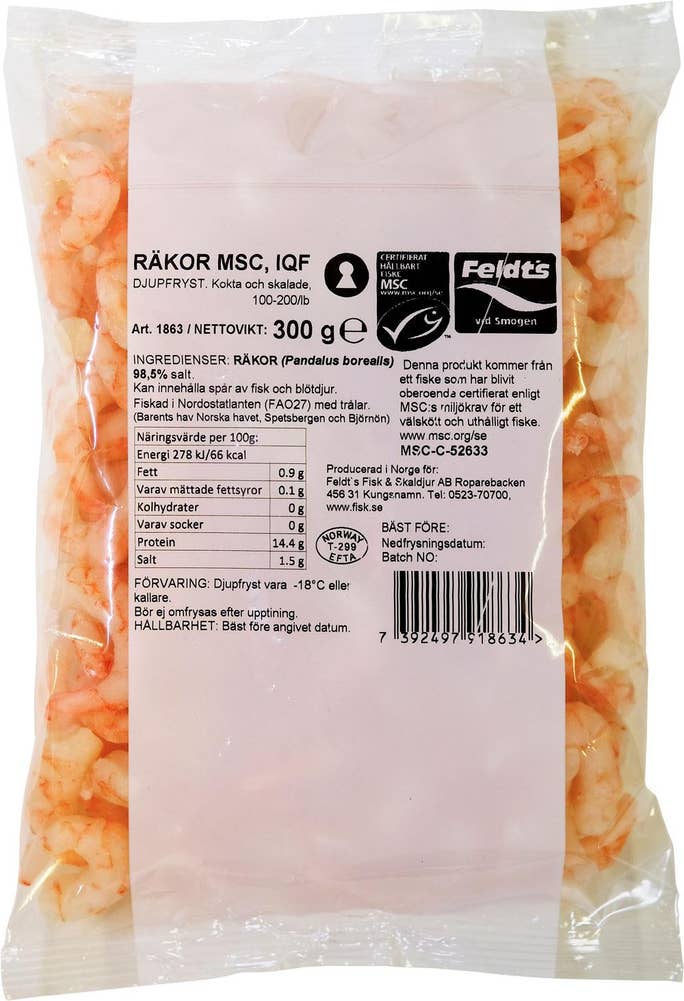 RÄKOR MSC, IQF
DJUPFRYST. Kokta och skalade,
100-200/lb
Art. 1863 / NETTOVIKT: 300 g e
CERTIFIERAT
HÅLLBART
FISKE
MSC
www.msc.org/se
TM
Feldt's
vid Smögen
INGREDIENSER: RÄKOR (Pandalus borealis)
98,5% salt.
Kan innehålla spår av fisk och blötdjur.
Fiskad i Nordostatlanten (FAO27) med trålar.
(Barents hav Norska havet, Spetsbergen och Björnön)
Denna produkt kommer från
ett fiske som har blivit
oberoende certifierat enligt
MSC:s miljökrav för ett
välskött och uthålligt fiske.
www.msc.org/se
MSC-C-52633
Näringsvärde per 100g:
Energi 278 kJ/66 kcal
Fett 0.9 g
Varav mättade fettsyror 0.1 g
Kolhydrater 0 g
Varav socker 0 g
Protein 14.4 g
Salt 1.5 g
Producerad i Norge för:
Feldt`s Fisk & Skaldjur AB Roparebacken
456 31 Kungshamn. Tel: 0523-70700,
www.fisk.se
NORWAY
T-299
EFTA
BÄST FÖRE:
Nedfrysningsdatum:
Batch NO:
FÖRVARING: Djupfryst vara -18°C eller
kallare.
Bör ej omfrysas efter upptining.
HÅLLBARHET: Bäst före angivet datum.
7 392497 918634 >